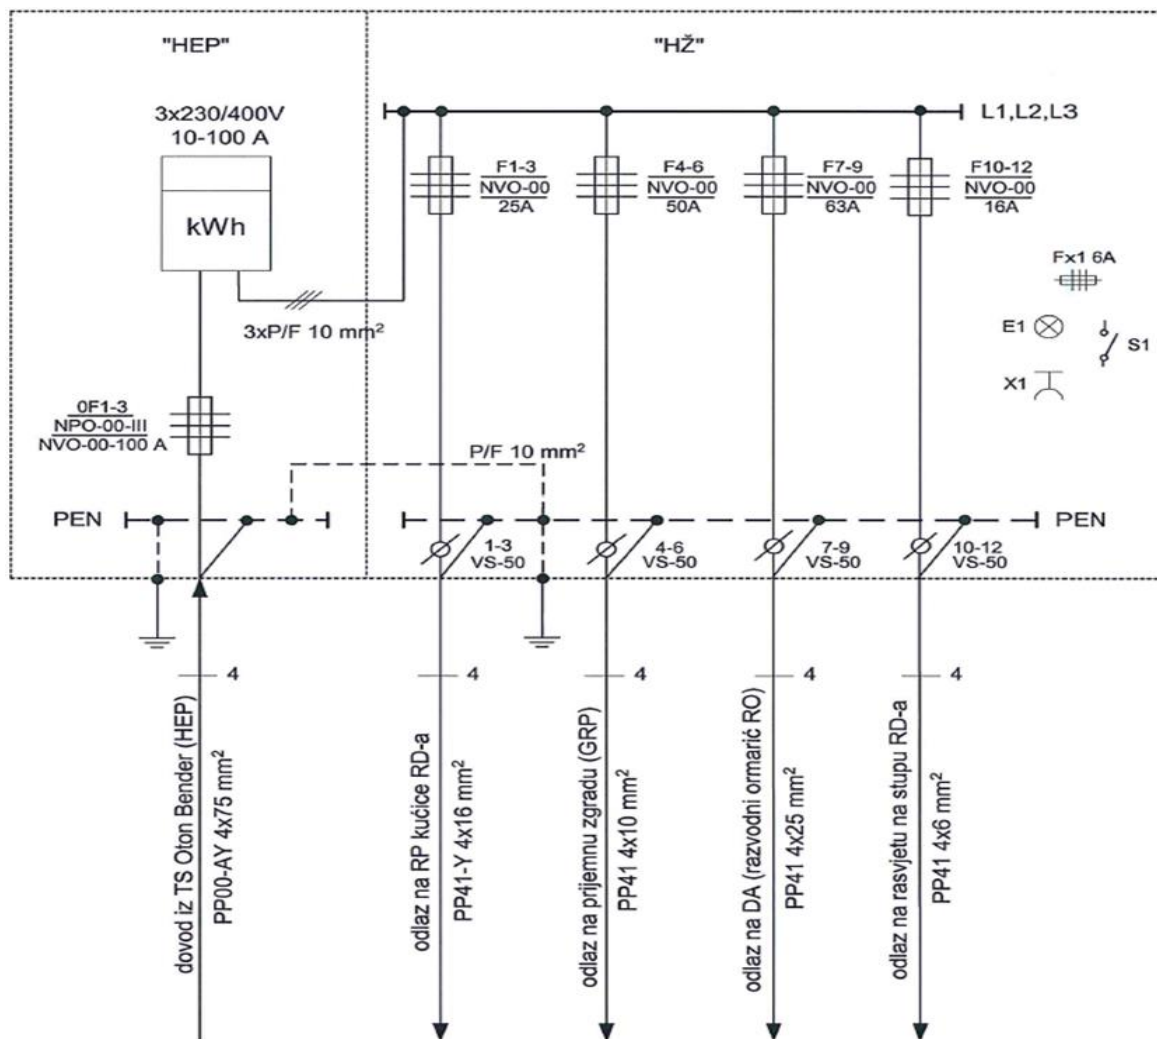 "HEP"
"HŽ"
3x230/400V
10-100 A
kWh
3xP/F 10 mm²
0F1-3
NPO-00-III
NVO-00-100 A
PEN
L1,L2,L3
F1-3
NVO-00
25A
F4-6
NVO-00
50A
F7-9
NVO-00
63A
F10-12
NVO-00
16A
Fx1 6A
E1
S1
X1
P/F 10 mm²
PEN
1-3
VS-50
4-6
VS-50
7-9
VS-50
10-12
VS-50
4
4
4
4
4
dovod iz TS Oton Bender (HEP)
PP00-AY 4x75 mm²
odlaz na RP kućice RD-a
PP41-Y 4x16 mm²
odlaz na prijemnu zgradu (GRP)
PP41 4x10 mm²
odlaz na DA (razvodni ormarić RO)
PP41 4x25 mm²
odlaz na rasvjetu na stupu RD-a
PP41 4x6 mm²